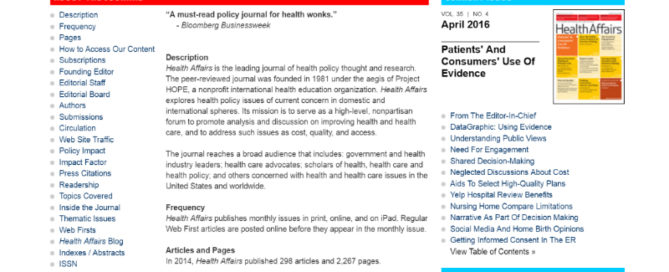 Description
Frequency
Pages
How to Access Our Content
Subscriptions
Founding Editor
Editorial Staff
Editorial Board
Authors
Submissions
Circulation
Web Site Traffic
Policy Impact
Impact Factor
Press Citations
Readership
Topics Covered
Inside the Journal
Thematic Issues
Web Firsts
Health Affairs Blog
Indexes / Abstracts
ISSN
"A must-read policy journal for health wonks."
- Bloomberg Businessweek
Description
Health Affairs is the leading journal of health policy thought and research.
The peer-reviewed journal was founded in 1981 under the aegis of Project
HOPE, a nonprofit international health education organization. Health Affairs
explores health policy issues of current concern in domestic and
international spheres. Its mission is to serve as a high-level, nonpartisan
forum to promote analysis and discussion on improving health and health
care, and to address such issues as cost, quality, and access.
The journal reaches a broad audience that includes: government and health
industry leaders; health care advocates; scholars of health, health care and
health policy; and others concerned with health and health care issues in the
United States and worldwide.
Frequency
Health Affairs publishes monthly issues in print, online, and on iPad. Regular
Web First articles are posted online before they appear in the monthly issue.
Articles and Pages
In 2014, Health Affairs published 298 articles and 2,267 pages.
VOL. 35 | NO. 4
April 2016
Patients' And
Consumers' Use Of
Evidence
HealthAffairs
From The Editor-In-Chief
DataGraphic: Using Evidence
Understanding Public Views
Need For Engagement
Shared Decision-Making
Neglected Discussions About Cost
Aids To Select High-Quality Plans
Yelp Hospital Review Benefits
Nursing Home Compare Limitations
Narrative As Part Of Decision Making
Social Media And Home Birth Opinions
Getting Informed Consent In The ER
View Table of Contents »